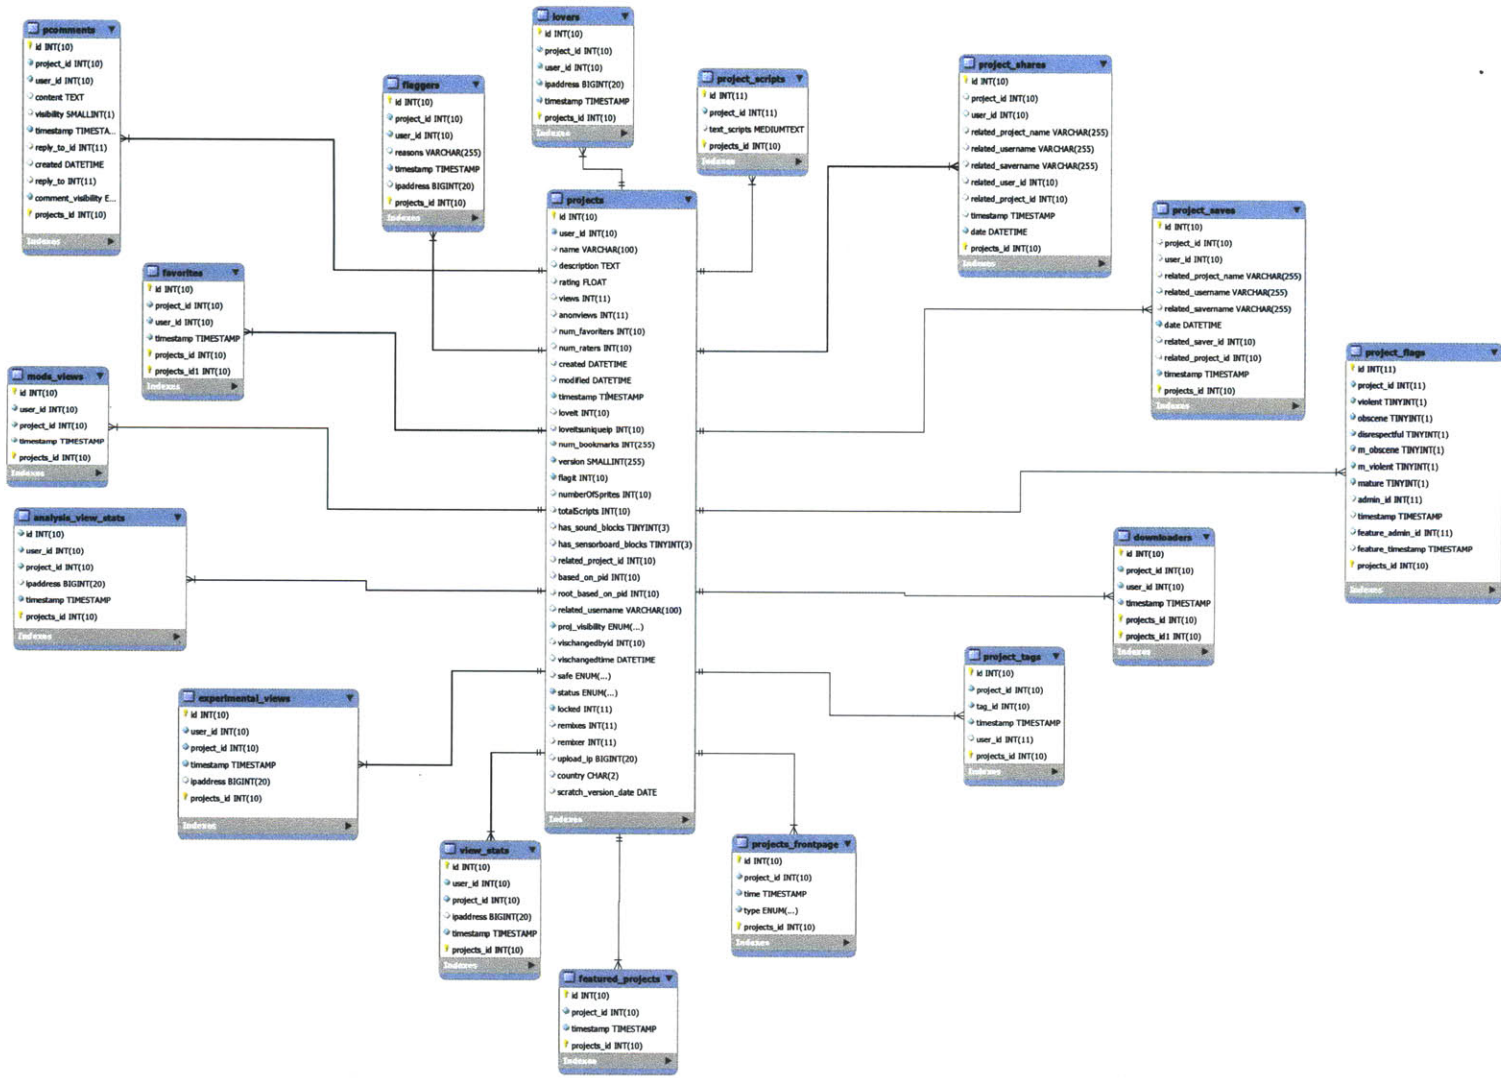 pcomments
id INT(10)
project_id INT(10)
user_id INT(10)
content TEXT
visibility SMALLINT(1)
timestamp TIMESTA...
reply_to_id INT(11)
created DATETIME
reply_to INT(11)
comment_visibility E...
projects_id INT(10)
Indexes
flaggers
id INT(10)
project_id INT(10)
user_id INT(10)
reasons VARCHAR(255)
timestamp TIMESTAMP
ipaddress BIGINT(20)
projects_id INT(10)
Indexes
lovers
id INT(10)
project_id INT(10)
user_id INT(10)
ipaddress BIGINT(20)
timestamp TIMESTAMP
projects_id INT(10)
Indexes
project_scripts
id INT(11)
project_id INT(11)
text_scripts MEDIUMTEXT
projects_id INT(10)
Indexes
project_shares
id INT(10)
project_id INT(10)
user_id INT(10)
related_project_name VARCHAR(255)
related_username VARCHAR(255)
related_savername VARCHAR(255)
related_user_id INT(10)
related_project_id INT(10)
timestamp TIMESTAMP
date DATETIME
projects_id INT(10)
Indexes
project_saves
id INT(10)
project_id INT(10)
user_id INT(10)
related_project_name VARCHAR(255)
related_username VARCHAR(255)
related_savername VARCHAR(255)
date DATETIME
related_saver_id INT(10)
related_project_id INT(10)
timestamp TIMESTAMP
projects_id INT(10)
Indexes
favorites
id INT(10)
project_id INT(10)
user_id INT(10)
timestamp TIMESTAMP
projects_id INT(10)
projects_id1 INT(10)
Indexes
projects
id INT(10)
user_id INT(10)
name VARCHAR(100)
description TEXT
rating FLOAT
views INT(11)
anonviews INT(11)
num_favoriters INT(10)
num_raters INT(10)
created DATETIME
modified DATETIME
timestamp TIMESTAMP
loveit INT(10)
loveitsuniqueip INT(10)
num_bookmarks INT(255)
version SMALLINT(255)
flagit INT(10)
numberOfSprites INT(10)
totalScripts INT(10)
has_sound_blocks TINYINT(3)
has_sensorboard_blocks TINYINT(3)
related_project_id INT(10)
based_on_pid INT(10)
root_based_on_pid INT(10)
related_username VARCHAR(100)
proj_visibility ENUM(...)
vischangedbyid INT(10)
vischangedtime DATETIME
safe ENUM(...)
status ENUM(...)
locked INT(11)
remixes INT(11)
remixer INT(11)
upload_ip BIGINT(20)
country CHAR(2)
scratch_version_date DATE
Indexes
project_flags
id INT(11)
project_id INT(11)
violent TINYINT(1)
obscene TINYINT(1)
disrespectful TINYINT(1)
m_obscene TINYINT(1)
m_violent TINYINT(1)
mature TINYINT(1)
admin_id INT(11)
timestamp TIMESTAMP
feature_admin_id INT(11)
feature_timestamp TIMESTAMP
projects_id INT(10)
Indexes
mods_views
id INT(10)
user_id INT(10)
project_id INT(10)
timestamp TIMESTAMP
projects_id INT(10)
Indexes
analysis_view_stats
id INT(10)
user_id INT(10)
project_id INT(10)
ipaddress BIGINT(20)
timestamp TIMESTAMP
projects_id INT(10)
Indexes
downloaders
id INT(10)
project_id INT(10)
user_id INT(10)
timestamp TIMESTAMP
projects_id INT(10)
projects_id1 INT(10)
Indexes
project_tags
id INT(10)
project_id INT(10)
tag_id INT(10)
timestamp TIMESTAMP
user_id INT(11)
projects_id INT(10)
Indexes
experimental_views
id INT(10)
user_id INT(10)
project_id INT(10)
timestamp TIMESTAMP
ipaddress BIGINT(20)
projects_id INT(10)
Indexes
view_stats
id INT(10)
user_id INT(10)
project_id INT(10)
ipaddress BIGINT(20)
timestamp TIMESTAMP
projects_id INT(10)
Indexes
projects_frontpage
id INT(10)
project_id INT(10)
time TIMESTAMP
type ENUM(...)
projects_id INT(10)
Indexes
featured_projects
id INT(10)
project_id INT(10)
timestamp TIMESTAMP
projects_id INT(10)
Indexes